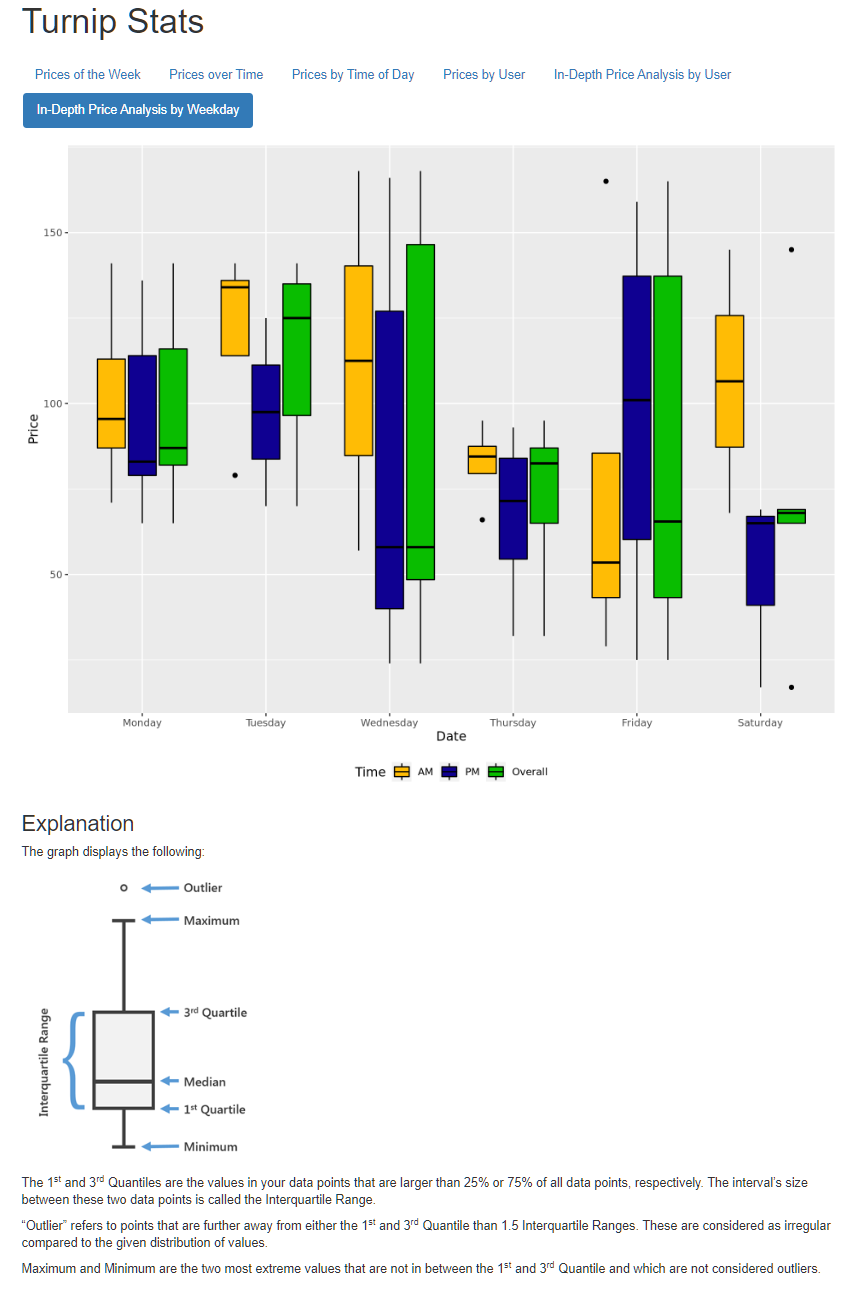 Turnip Stats
Prices of the Week Prices over Time Prices by Time of Day Prices by User In-Depth Price Analysis by User
In-Depth Price Analysis by Weekday
150
100
50
Price
Monday Tuesday Wednesday Thursday Friday Saturday
Date
Time AM PM Overall
Explanation
The graph displays the following:
Outlier
Maximum
3rd Quartile
Interquartile Range
Median
1st Quartile
Minimum
The 1st and 3rd Quantiles are the values in your data points that are larger than 25% or 75% of all data points, respectively. The interval's size
between these two data points is called the Interquartile Range.
“Outlier” refers to points that are further away from either the 1st and 3rd Quantile than 1.5 Interquartile Ranges. These are considered as irregular
compared to the given distribution of values.
Maximum and Minimum are the two most extreme values that are not in between the 1st and 3rd Quantile and which are not considered outliers.